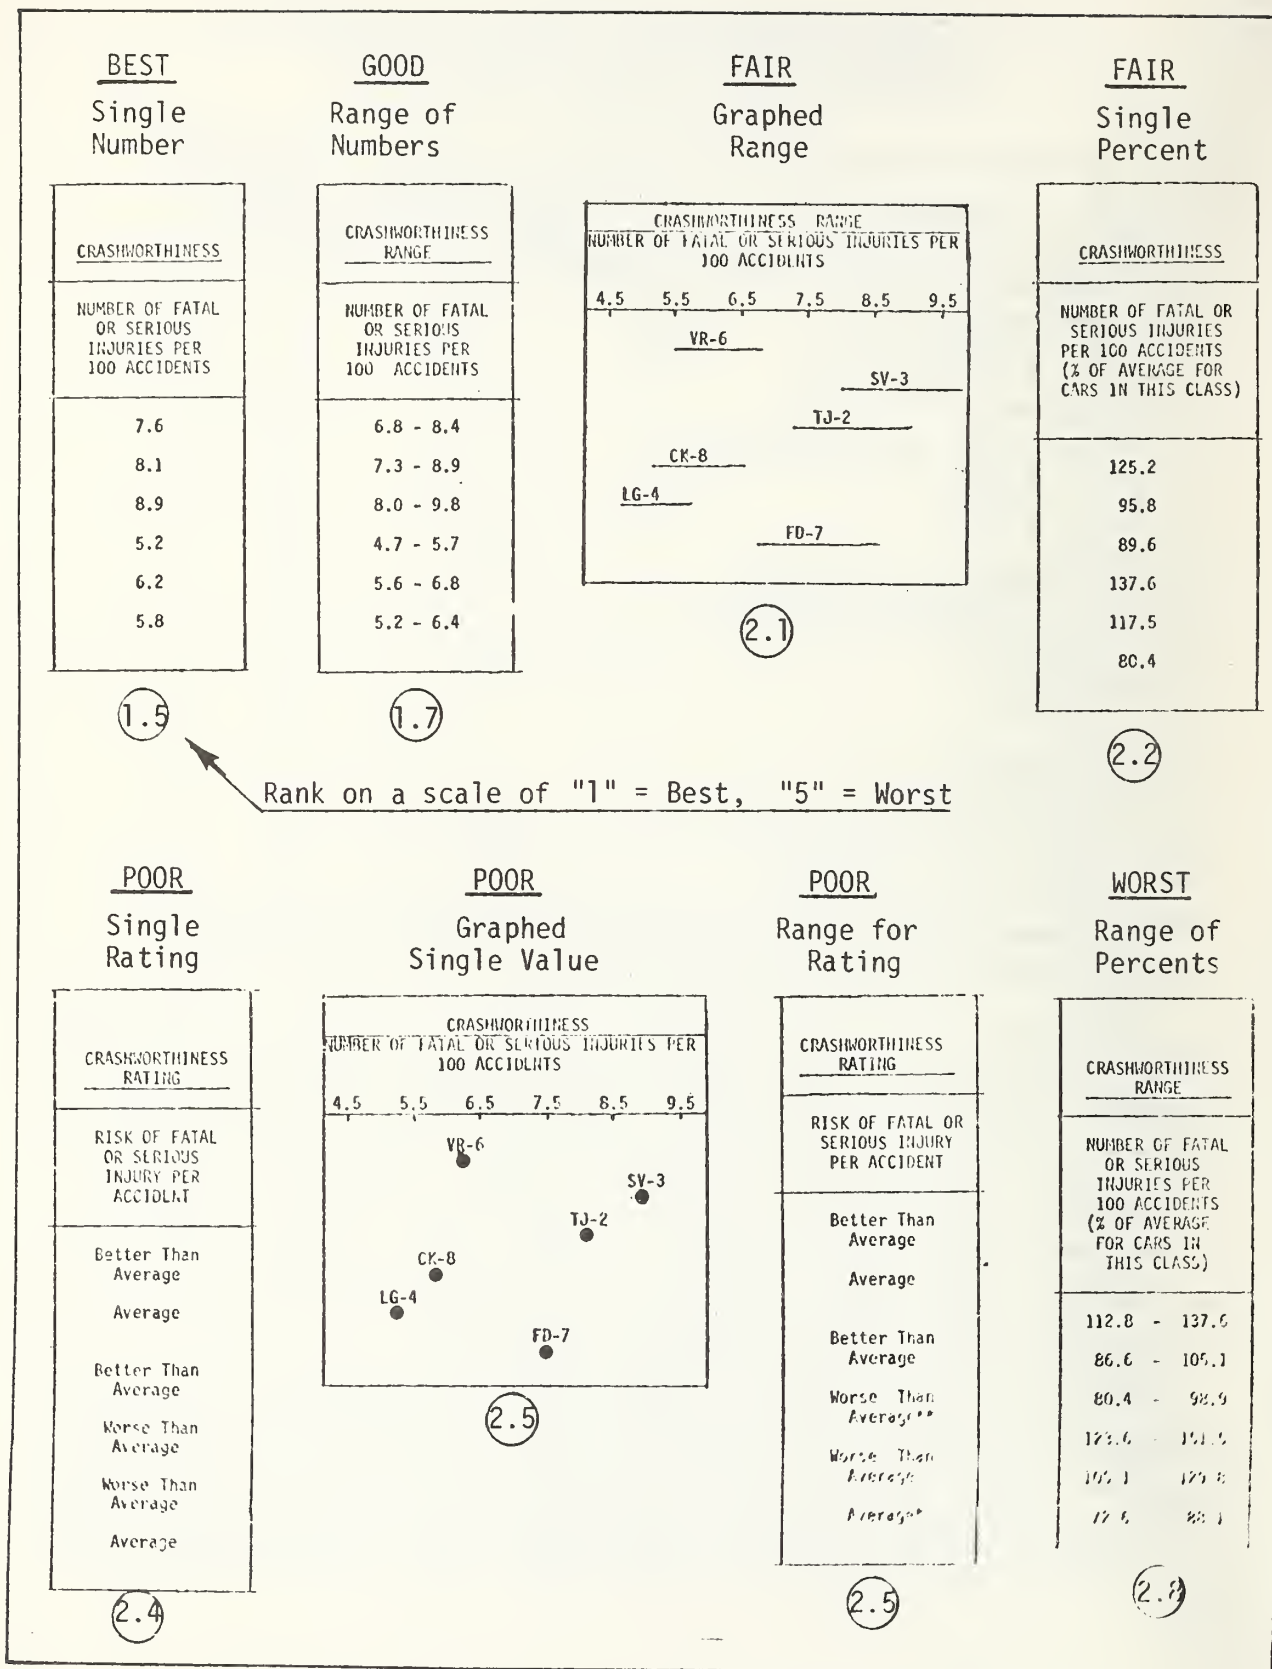 BEST
Single
Number
CRASHWORTHINESS
NUMBER OF FATAL
OR SERIOUS
INJURIES PER
100 ACCIDENTS
7.6
8.1
8.9
5.2
6.2
5.8
1.5
GOOD
Range of
Numbers
CRASHWORTHINESS
RANGE
NUMBER OF FATAL
OR SERIOUS
INJURIES PER
100 ACCIDENTS
6.8 - 8.4
7.3 - 8.9
8.0 - 9.8
4.7 - 5.7
5.6 - 6.8
5.2 - 6.4
1.7
FAIR
Graphed
Range
CRASHWORTHINESS RANGE
NUMBER OF FATAL OR SERIOUS INJURIES PER
100 ACCIDENTS
4.5 5.5 6.5 7.5 8.5 9.5
VR-6
SV-3
TJ-2
CK-8
LG-4
FD-7
2.1
FAIR
Single
Percent
CRASHWORTHINESS
NUMBER OF FATAL OR
SERIOUS INJURIES
PER 100 ACCIDENTS
(% OF AVERAGE FOR
CARS IN THIS CLASS)
125.2
95.8
89.6
137.6
117.5
80.4
2.2
Rank on a scale of "1" = Best, "5" = Worst
POOR
Single
Rating
CRASHWORTHINESS
RATING
RISK OF FATAL
OR SERIOUS
INJURY PER
ACCIDENT
Better Than
Average
Average
Better Than
Average
Worse Than
Average
Worse Than
Average
Average
2.4
POOR
Graphed
Single Value
CRASHWORTHINESS
NUMBER OF FATAL OR SERIOUS INJURIES PER
100 ACCIDENTS
4.5 5.5 6.5 7.5 8.5 9.5
VR-6
SV-3
TJ-2
CK-8
LG-4
FD-7
2.5
POOR
Range for
Rating
CRASHWORTHINESS
RATING
RISK OF FATAL OR
SERIOUS INJURY
PER ACCIDENT
Better Than
Average
Average
Better Than
Average
Worse Than
Average**
Worse Than
Average
Average*
2.5
WORST
Range of
Percents
CRASHWORTHINESS
RANGE
NUMBER OF FATAL
OR SERIOUS
INJURIES PER
100 ACCIDENTS
(% OF AVERAGE
FOR CARS IN
THIS CLASS)
112.8 - 137.6
86.6 - 105.1
80.4 - 98.9
2.8